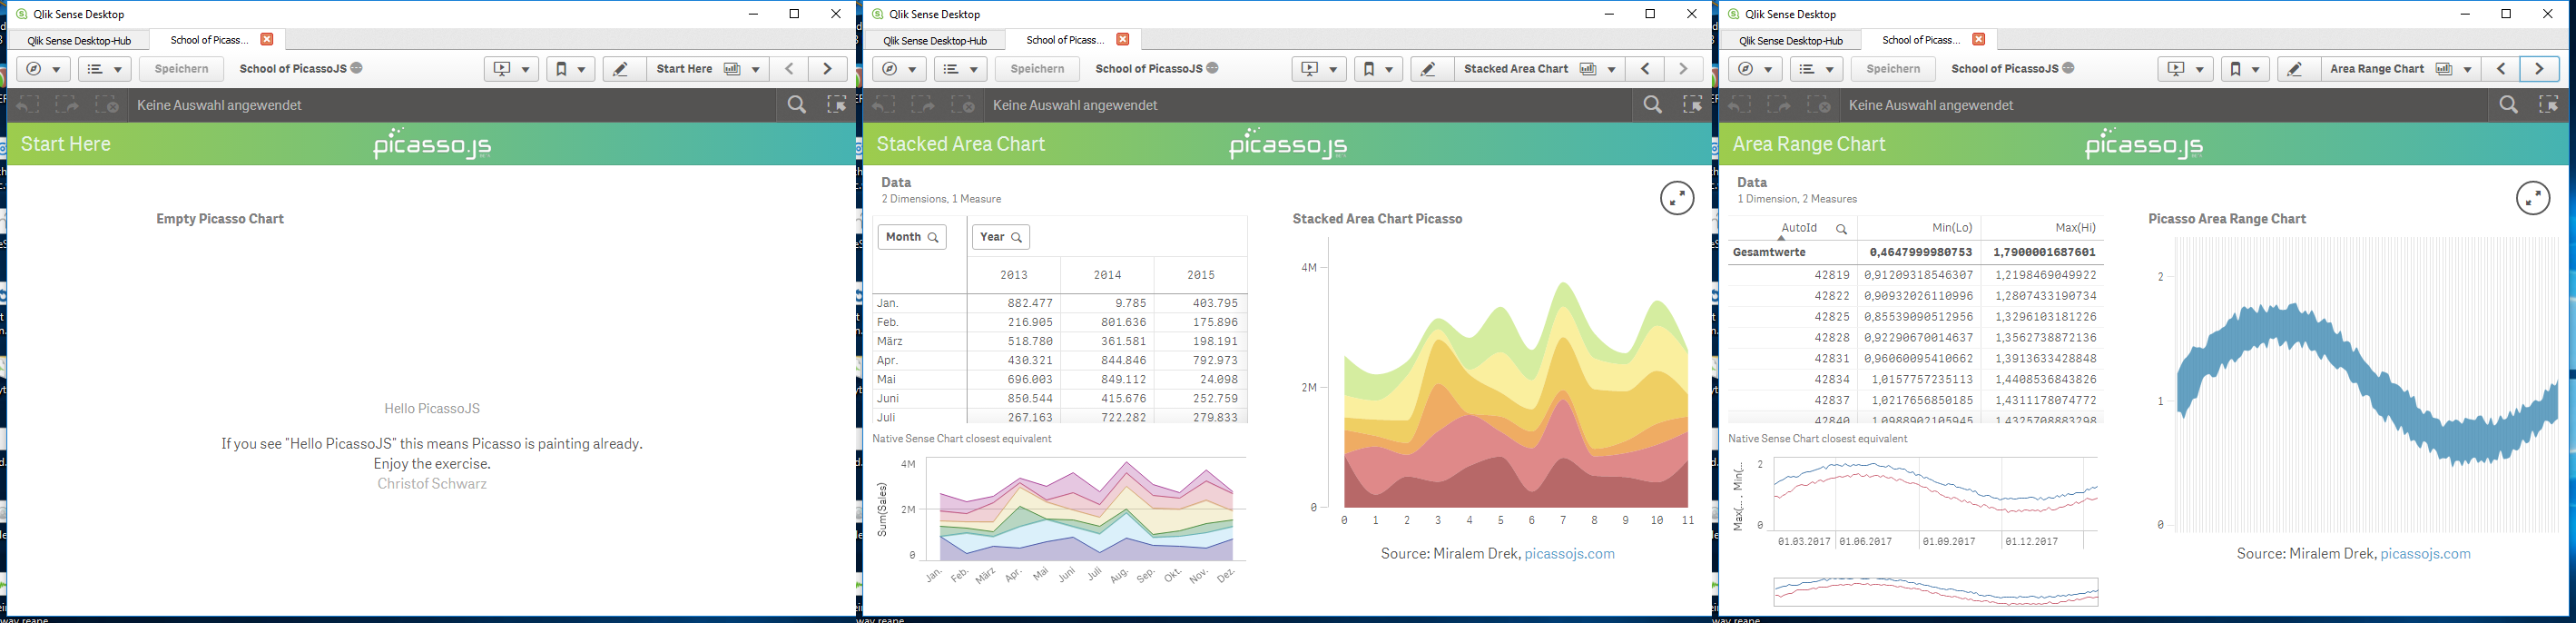 Qlik Sense Desktop
Qlik Sense Desktop-Hub
School of Picass...
Speichern
School of PicassoJS
Start Here
Keine Auswahl angewendet
Start Here
picasso.js
Empty Picasso Chart
Hello PicassoJS
If you see "Hello PicassoJS" this means Picasso is painting already.
Enjoy the exercise.
Christof Schwarz
Qlik Sense Desktop
Qlik Sense Desktop-Hub
School of Picass...
Speichern
School of PicassoJS
Stacked Area Chart
Keine Auswahl angewendet
Stacked Area Chart
picasso.js
Data
2 Dimensions, 1 Measure
Month
Year
2013 2014 2015
Jan. 882.477 9.785 403.795
Feb. 216.905 801.636 175.896
März 518.780 361.581 198.191
Apr. 430.321 844.846 792.973
Mai 696.003 849.112 24.098
Juni 850.544 415.676 252.759
Juli 267.163 722.282 279.833
Native Sense Chart closest equivalent
Sum(Sales)
4M
2M
0
Jan. Feb. März Apr. Mai Juni Juli Aug. Sep. Okt. Nov. Dez.
Stacked Area Chart Picasso
4M
2M
0
0 1 2 3 4 5 6 7 8 9 10 11
Source: Miralem Drek, picassojs.com
Qlik Sense Desktop
Qlik Sense Desktop-Hub
School of Picass...
Speichern
School of PicassoJS
Area Range Chart
Keine Auswahl angewendet
Area Range Chart
picasso.js
Data
1 Dimension, 2 Measures
AutoId Min(Lo) Max(Hi)
Gesamtwerte 0,4647999980753 1,7900001687601
42819 0,91209318546307 1,2198469049922
42822 0,90932026110996 1,2807433190734
42825 0,85539090512956 1,3296103181226
42828 0,92290670014637 1,3562738872136
42831 0,96060095410662 1,3913633428848
42834 1,0157757235113 1,4408536843826
42837 1,0217656850185 1,4311178074772
42840 1,0988902105945 1,4325708883298
Native Sense Chart closest equivalent
Max(... , Min(...
2
0
01.03.2017 01.06.2017 01.09.2017 01.12.2017
Picasso Area Range Chart
2
1
0
Source: Miralem Drek, picassojs.com
way reape
way reape